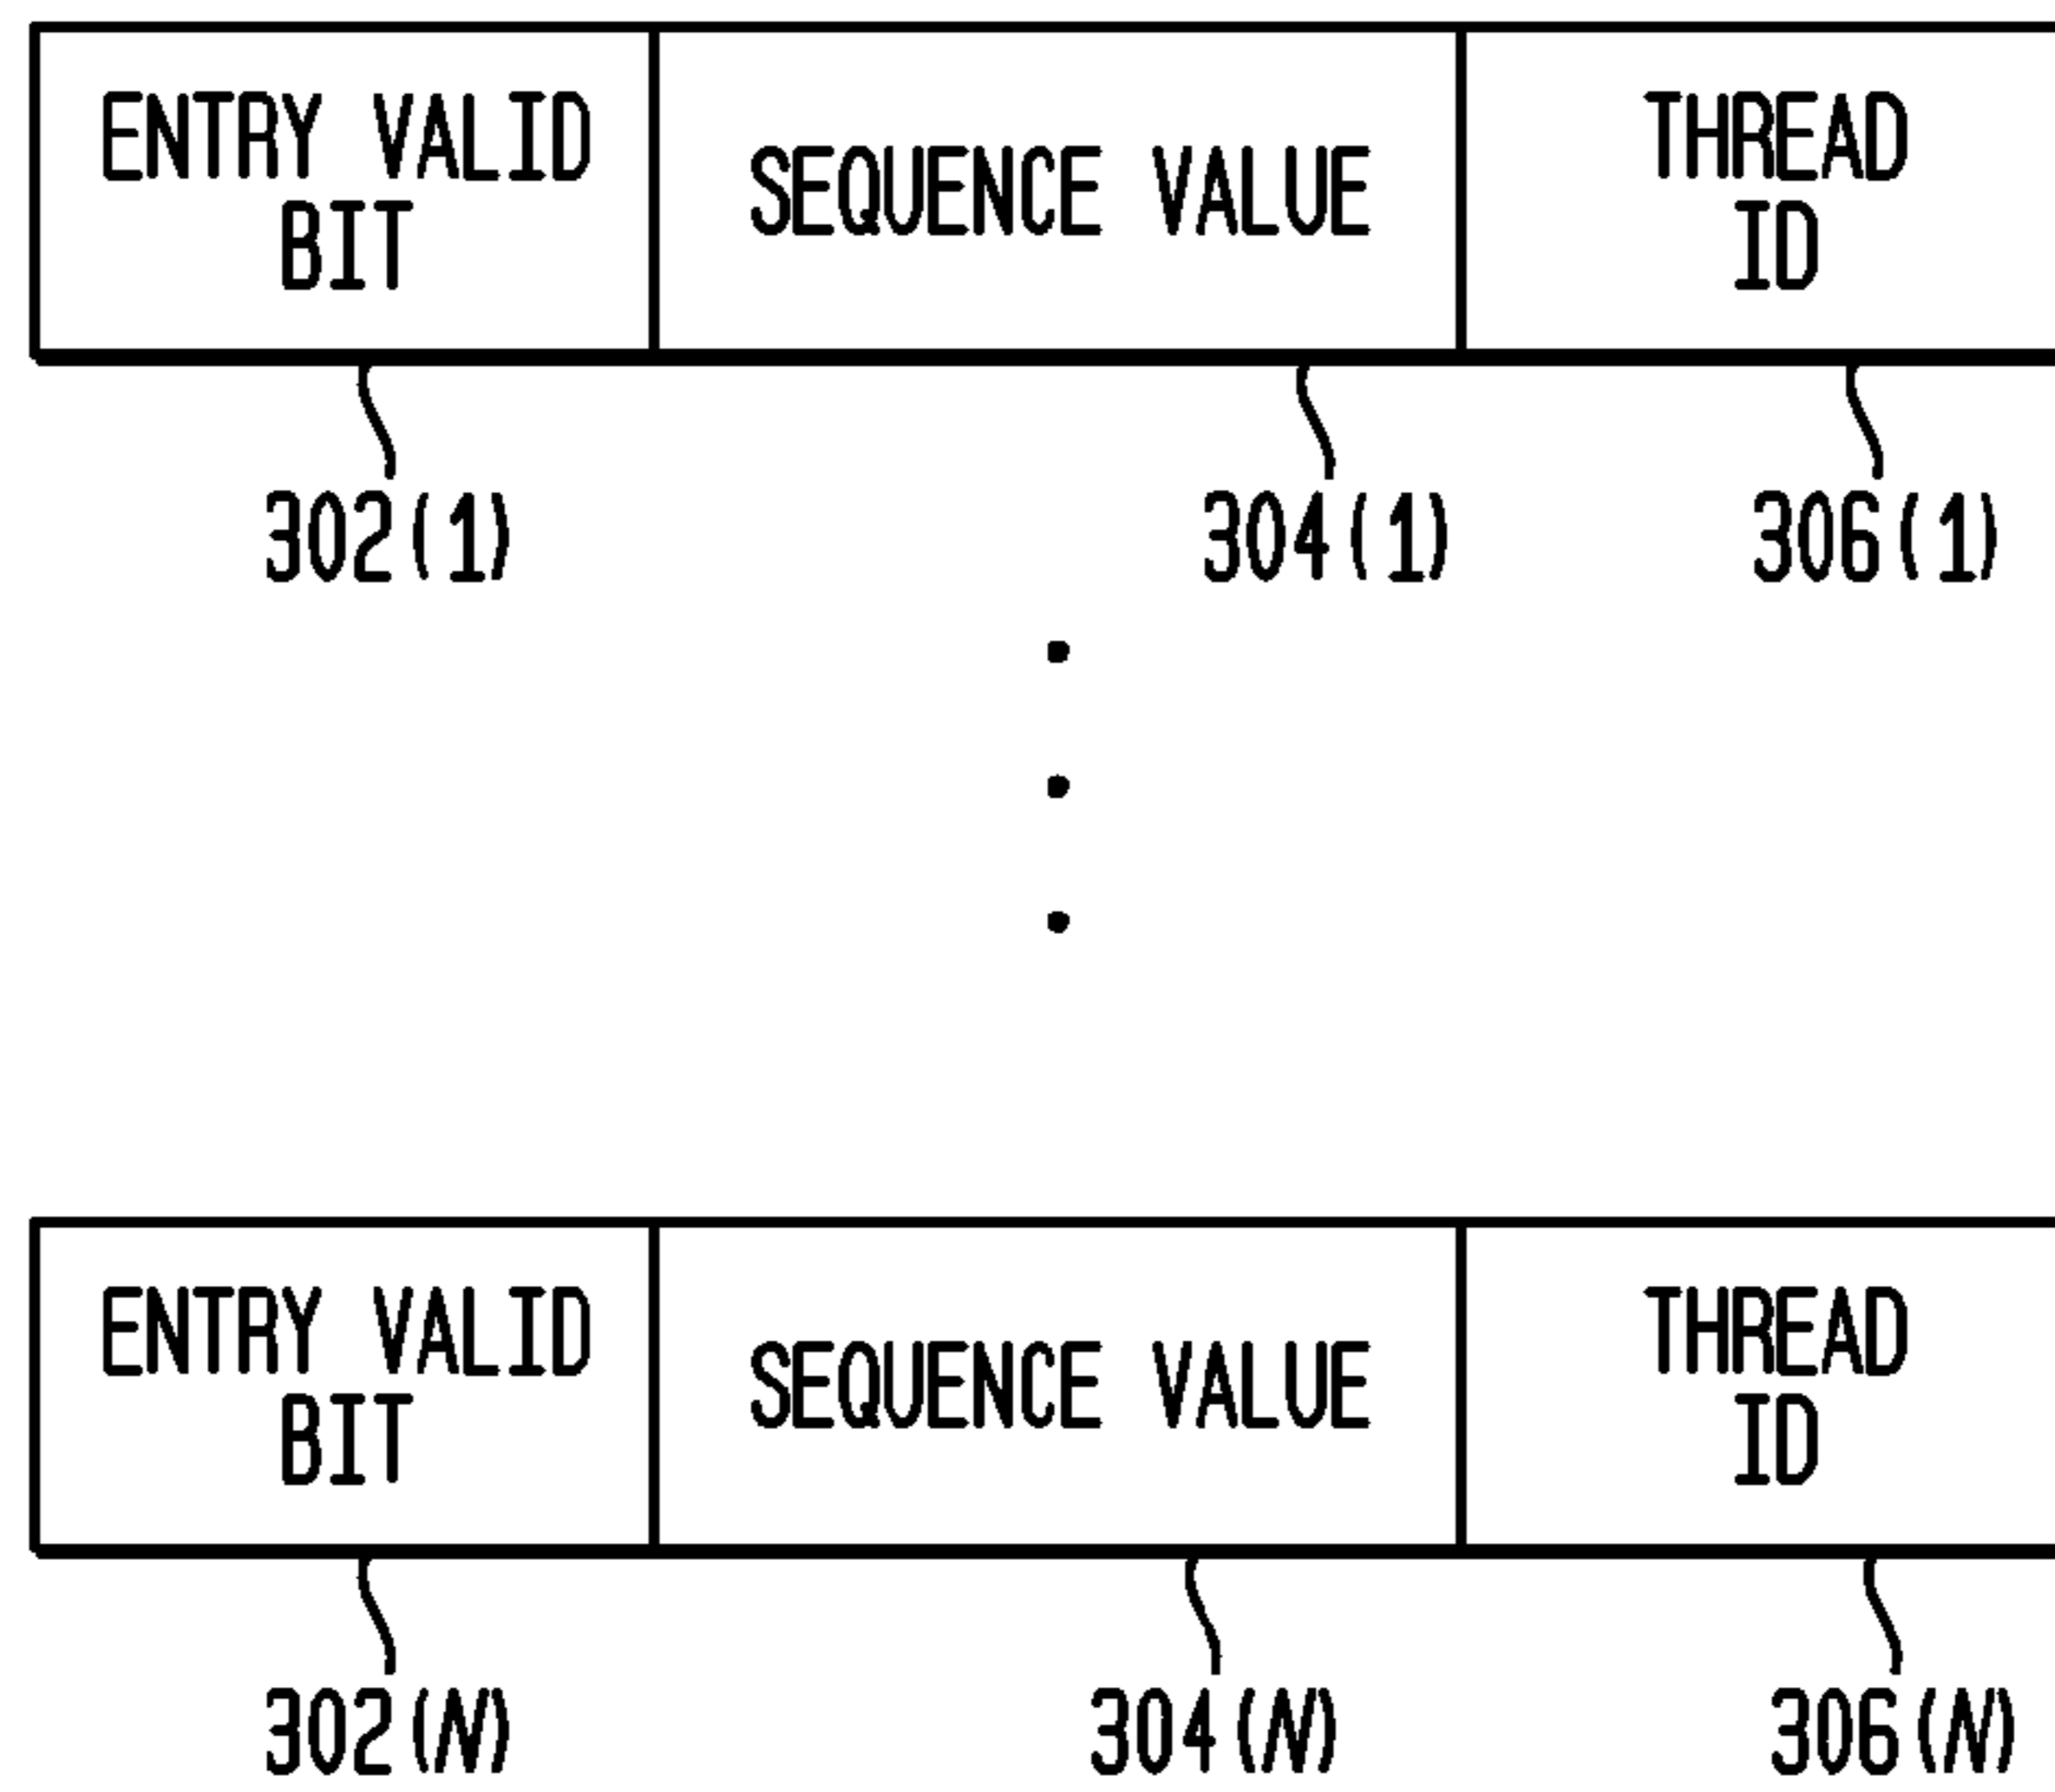 ENTRY VALID
BIT
SEQUENCE VALUE
THREAD
ID
302(1)
304(1)
306(1)
ENTRY VALID
BIT
SEQUENCE VALUE
THREAD
ID
302(N)
304(N)
306(N)